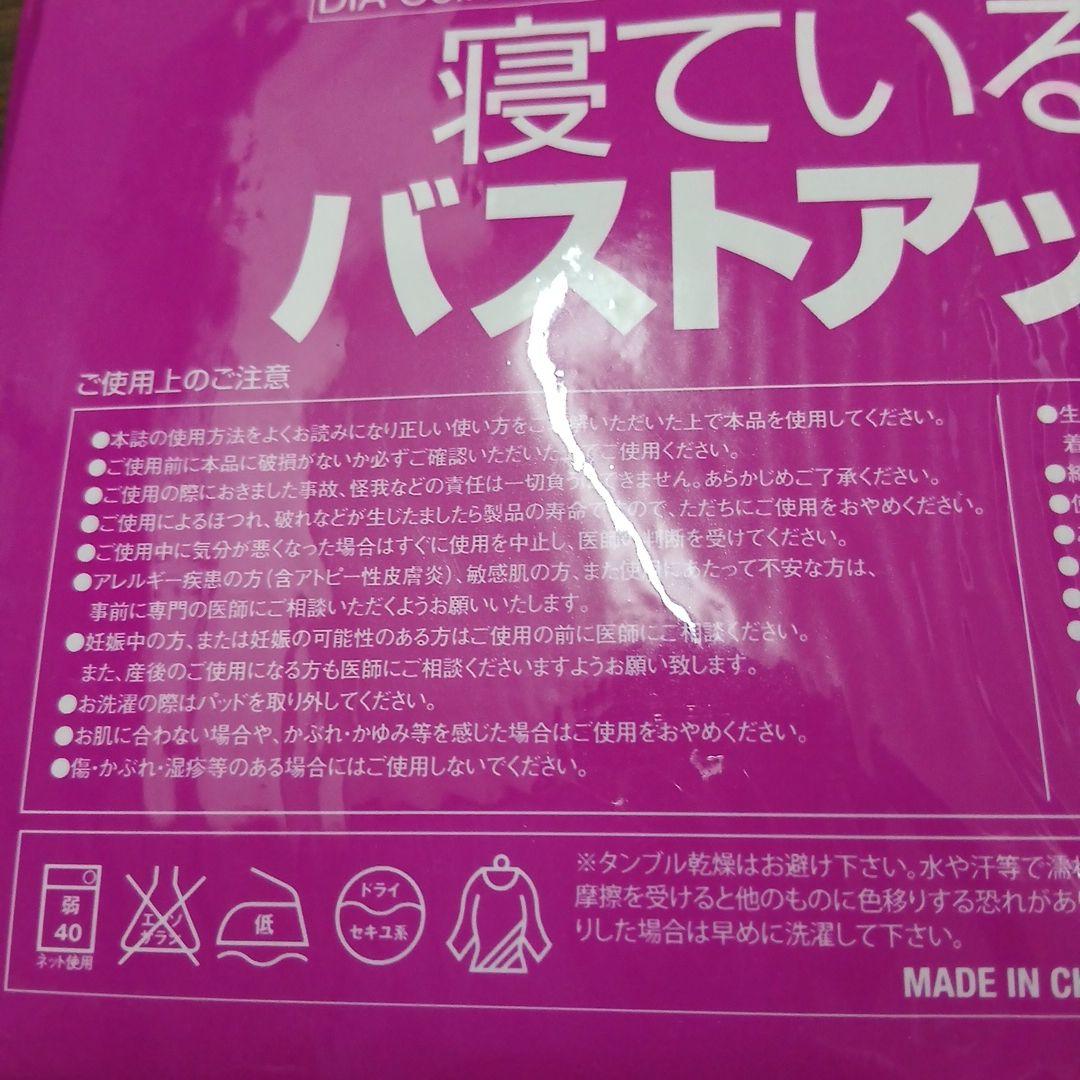 寝ている
バストアッ
ご使用上のご注意
●本誌の使用方法をよくお読みになり正しい使い方をご理解いただいた上で本品を使用してください。
●ご使用前に本品に破損がないか必ずご確認いただいた上でご使用ください。
●ご使用の際におきました事故、怪我などの責任は一切負うできません。あらかじめご了承ください。
●ご使用によるほつれ、破れなどが生じたましたら製品の寿命ですので、ただちにご使用をおやめください。
●ご使用中に気分が悪くなった場合はすぐに使用を中止し、医師の判断を受けてください。
●アレルギー疾患の方（含アトピー性皮膚炎）、敏感肌の方、また使用にあたって不安な方は、
事前に専門の医師にご相談いただくようお願いいたします。
●妊娠中の方、または妊娠の可能性のある方はご使用の前に医師にご相談ください。
また、産後のご使用になる方も医師にご相談くださいますようお願い致します。
●お洗濯の際はパッドを取り外してください。
●お肌に合わない場合や、かぶれ・かゆみ等を感じた場合はご使用をおやめください。
●傷・かぶれ・湿疹等のある場合にはご使用しないでください。
弱
40
ネット使用
エンソ
サラシ
低
ドライ
セキユ系
※タンブル乾燥はお避け下さい。水や汗等で濡れ
摩擦を受けると他のものに色移りする恐れがあ
りした場合は早めに洗濯して下さい。
MADE IN